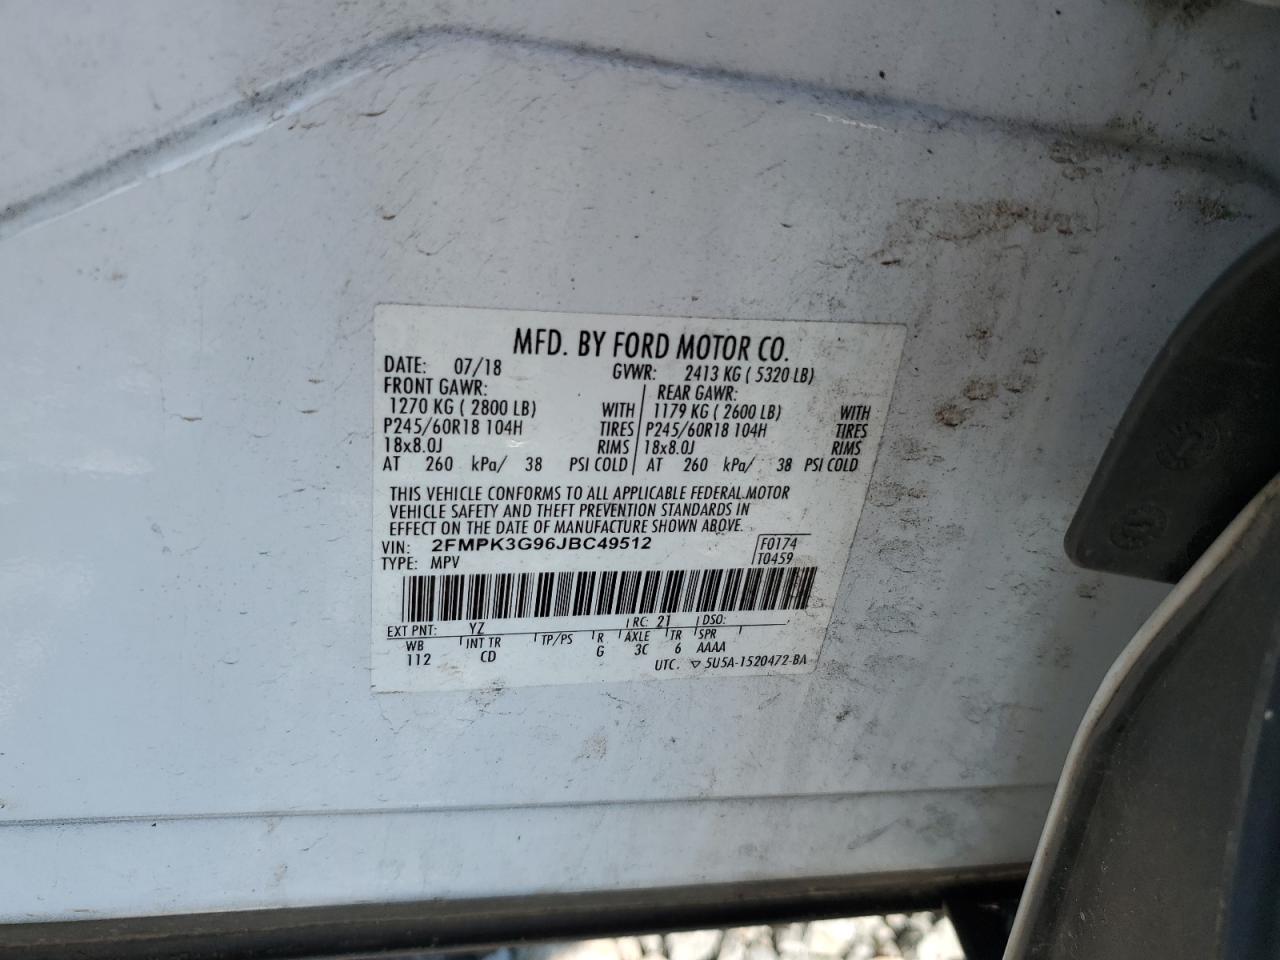 MFD. BY FORD MOTOR CO.
DATE: 07/18 GVWR: 2413 KG ( 5320 LB)
FRONT GAWR: REAR GAWR:
1270 KG ( 2800 LB) WITH 1179 KG ( 2600 LB) WITH
P245/60R18 104H TIRES P245/60R18 104H TIRES
18x8.0J RIMS 18x8.0J RIMS
AT 260 kPa/ 38 PSI COLD AT 260 kPa/ 38 PSI COLD
THIS VEHICLE CONFORMS TO ALL APPLICABLE FEDERAL MOTOR
VEHICLE SAFETY AND THEFT PREVENTION STANDARDS IN
EFFECT ON THE DATE OF MANUFACTURE SHOWN ABOVE.
VIN: 2FMPK3G96JBC49512 F0174
TYPE: MPV T0459
EXT PNT: YZ RC: 21 DSO:
WB INT TR TP/PS R AXLE TR SPR
112 CD G 3C 6 AAAA
UTC. ▽ 5U5A-1520472-BA